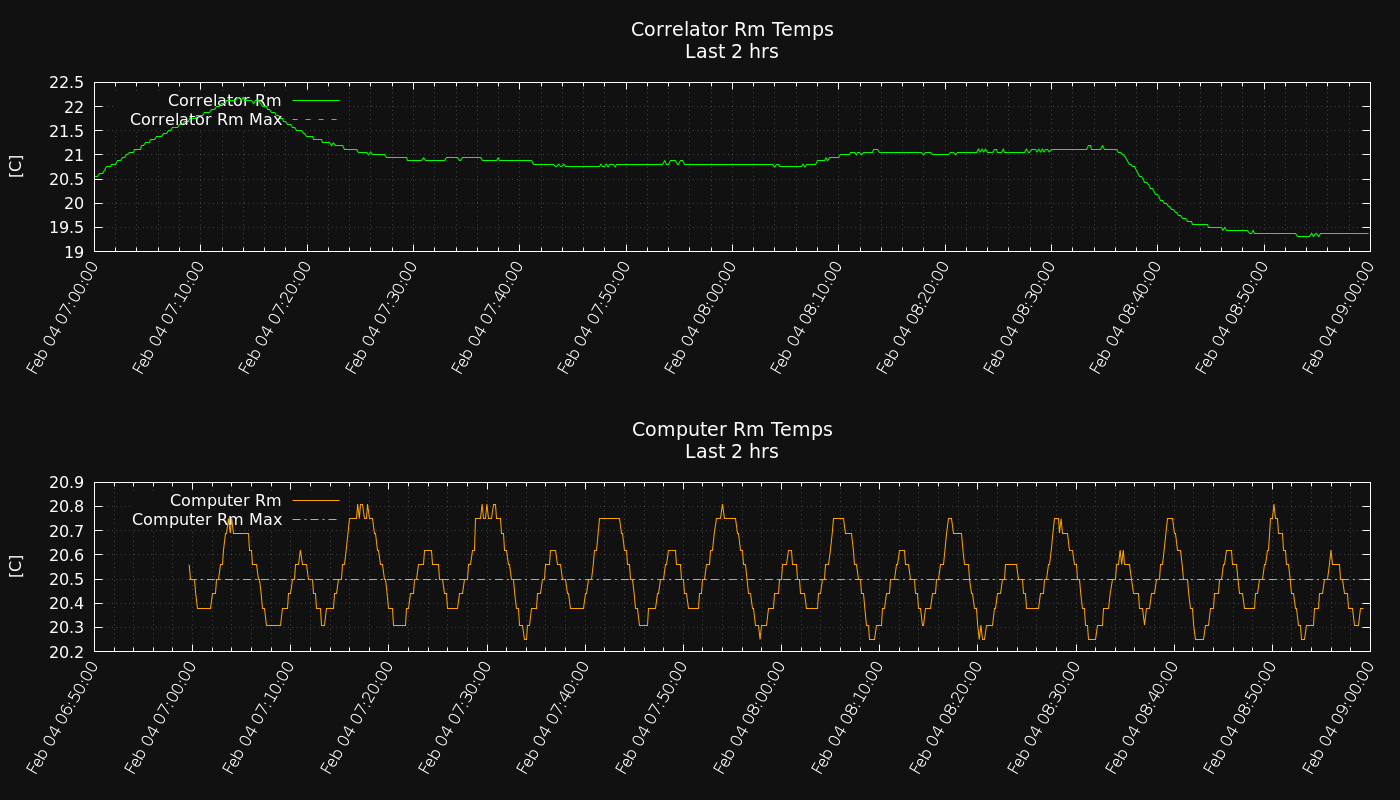 Correlator Rm Temps
Last 2 hrs
[C]
22.5
22
21.5
21
20.5
20
19.5
19
Correlator Rm
Correlator Rm Max
Feb 04 07:00:00
Feb 04 07:10:00
Feb 04 07:20:00
Feb 04 07:30:00
Feb 04 07:40:00
Feb 04 07:50:00
Feb 04 08:00:00
Feb 04 08:10:00
Feb 04 08:20:00
Feb 04 08:30:00
Feb 04 08:40:00
Feb 04 08:50:00
Feb 04 09:00:00
Computer Rm Temps
Last 2 hrs
[C]
20.9
20.8
20.7
20.6
20.5
20.4
20.3
20.2
Computer Rm
Computer Rm Max
Feb 04 06:50:00
Feb 04 07:00:00
Feb 04 07:10:00
Feb 04 07:20:00
Feb 04 07:30:00
Feb 04 07:40:00
Feb 04 07:50:00
Feb 04 08:00:00
Feb 04 08:10:00
Feb 04 08:20:00
Feb 04 08:30:00
Feb 04 08:40:00
Feb 04 08:50:00
Feb 04 09:00:00